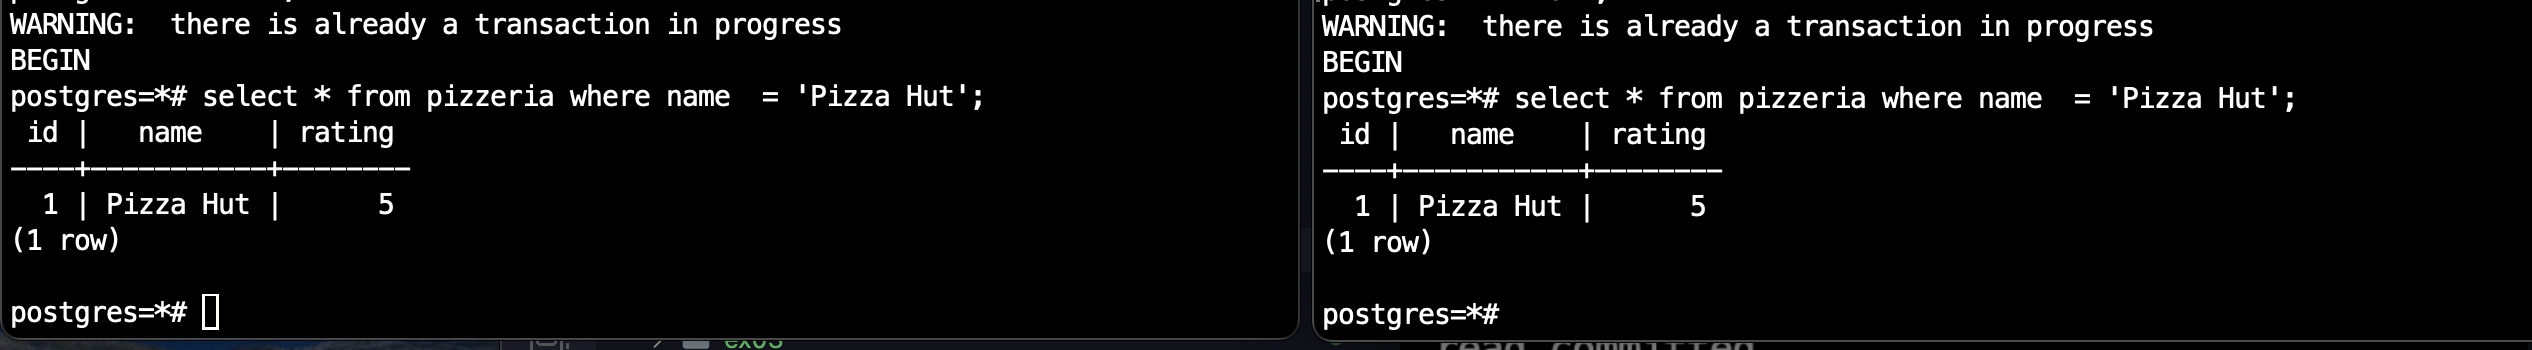 WARNING:  there is already a transaction in progress
BEGIN
postgres=*# select * from pizzeria where name  = 'Pizza Hut';
 id |   name    | rating
----+-----------+--------
  1 | Pizza Hut |      5
(1 row)
postgres=*#
WARNING:  there is already a transaction in progress
BEGIN
postgres=*# select * from pizzeria where name  = 'Pizza Hut';
 id |   name    | rating
----+-----------+--------
  1 | Pizza Hut |      5
(1 row)
postgres=*#
read committed